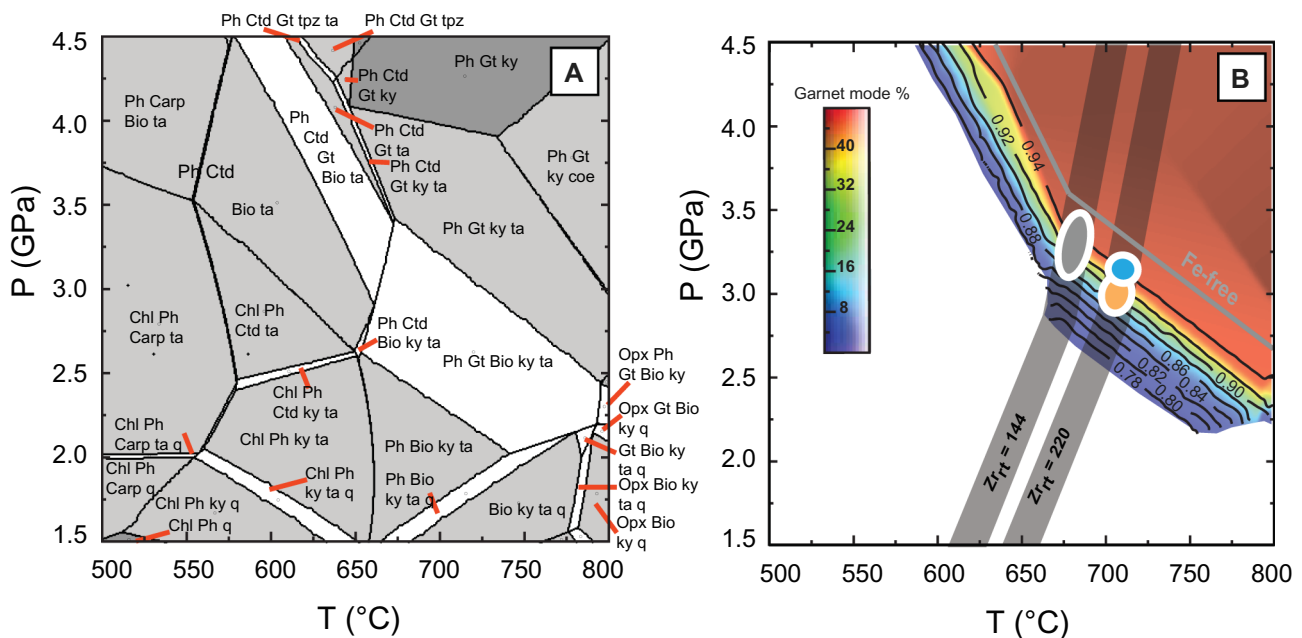 Ph Ctd Gt tpz ta
Ph Ctd Gt tpz
4.5
4.0
3.5
3.0
2.5
2.0
1.5
P (GPa)
A
Ph Gt ky
Ph Ctd
Gt ky
Ph Carp
Bio ta
Ph
Ctd
Gt
Bio ta
Ph Ctd
Gt ta
Ph Ctd
Gt ky ta
Ph Gt
ky coe
Ph Ctd
Bio ta
Ph Gt ky ta
Chl Ph
Carp ta
Chl Ph
Ctd ta
Ph Ctd
Bio ky ta
Ph Gt Bio ky ta
Opx Ph
Gt Bio ky
Chl Ph
Ctd ky ta
Opx Gt Bio
ky q
Chl Ph
Carp ta q
Chl Ph ky ta
Ph Bio ky ta
Gt Bio ky
ta q
Chl Ph
Carp q
Chl Ph
ky ta q
Ph Bio
ky ta q
Bio ky ta q
Opx Bio ky
ta q
Chl Ph ky q
Chl Ph q
Opx Bio
ky q
500
550
600
650
700
750
800
T (°C)
4.5
4.0
3.5
3.0
2.5
2.0
1.5
P (GPa)
B
Garnet mode %
40
32
24
16
8
0.92
0.94
0.88
Fe-free
0.86
0.90
0.82
0.84
0.78
0.80
Zrrt = 144
Zrrt = 220
500
550
600
650
700
750
800
T (°C)